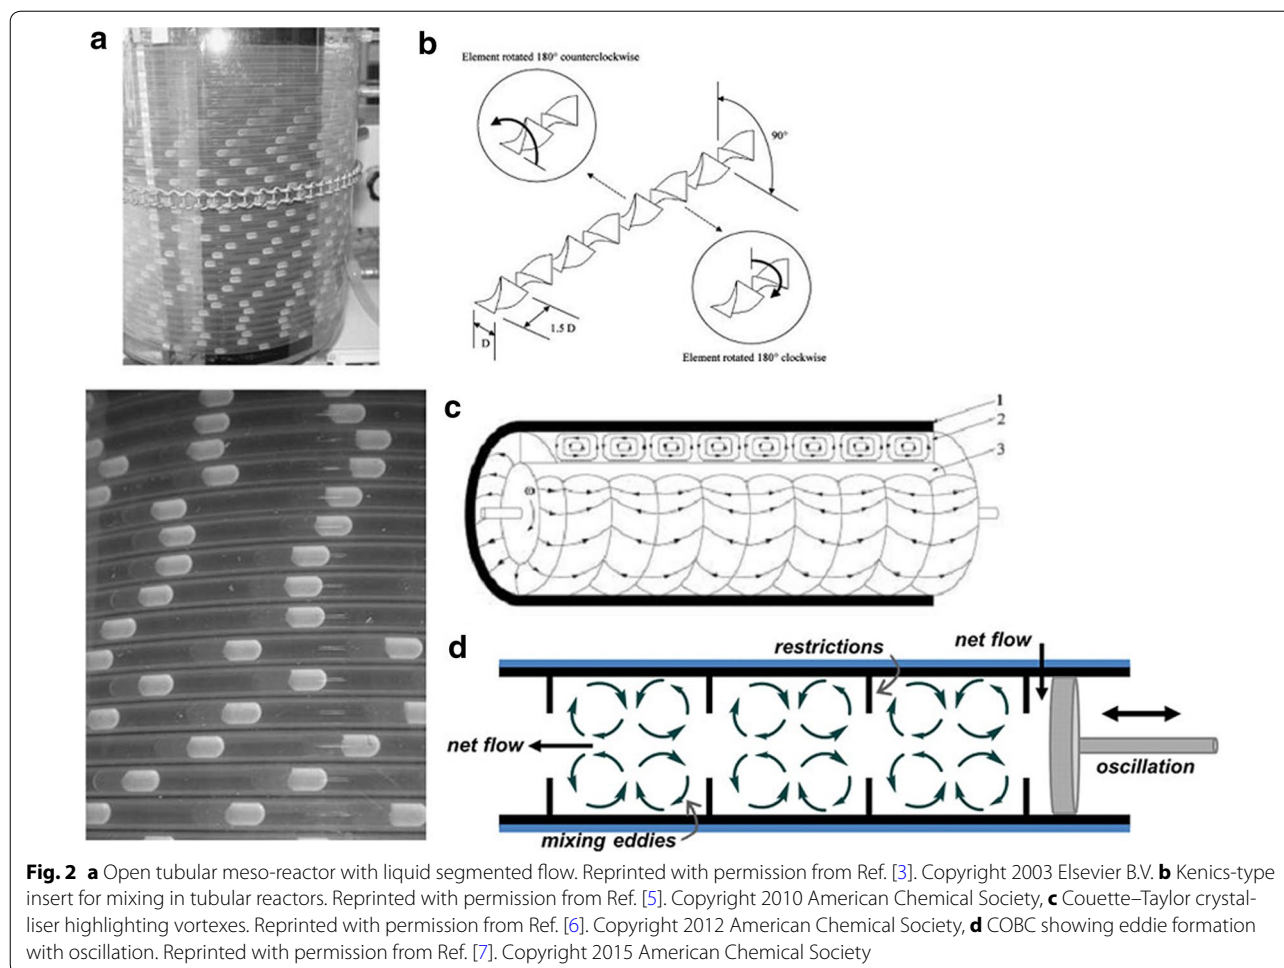 a
b
Element rotated 180° counterclockwise
90°
1.5 D
D
Element rotated 180° clockwise
c
1
2
3
ω
d
restrictions
net flow
net flow
oscillation
mixing eddies
Fig. 2 a Open tubular meso-reactor with liquid segmented flow. Reprinted with permission from Ref. [3]. Copyright 2003 Elsevier B.V. b Kenics-type
insert for mixing in tubular reactors. Reprinted with permission from Ref. [5]. Copyright 2010 American Chemical Society, c Couette–Taylor crystal-
liser highlighting vortexes. Reprinted with permission from Ref. [6]. Copyright 2012 American Chemical Society, d COBC showing eddie formation
with oscillation. Reprinted with permission from Ref. [7]. Copyright 2015 American Chemical Society